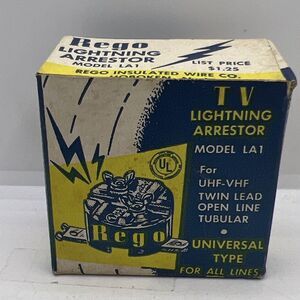 Rego
LIGHTNING
ARRESTOR
MODEL LA1
LIST PRICE
$1.25
REGO INSULATED WIRE CO.
HOBOKEN,
TV
LIGHTNING
ARRESTOR
MODEL LA1
For
UHF-VHF
TWIN LEAD
OPEN LINE
TUBULAR
•
UNIVERSAL
TYPE
FOR ALL LINES
UL
Rego